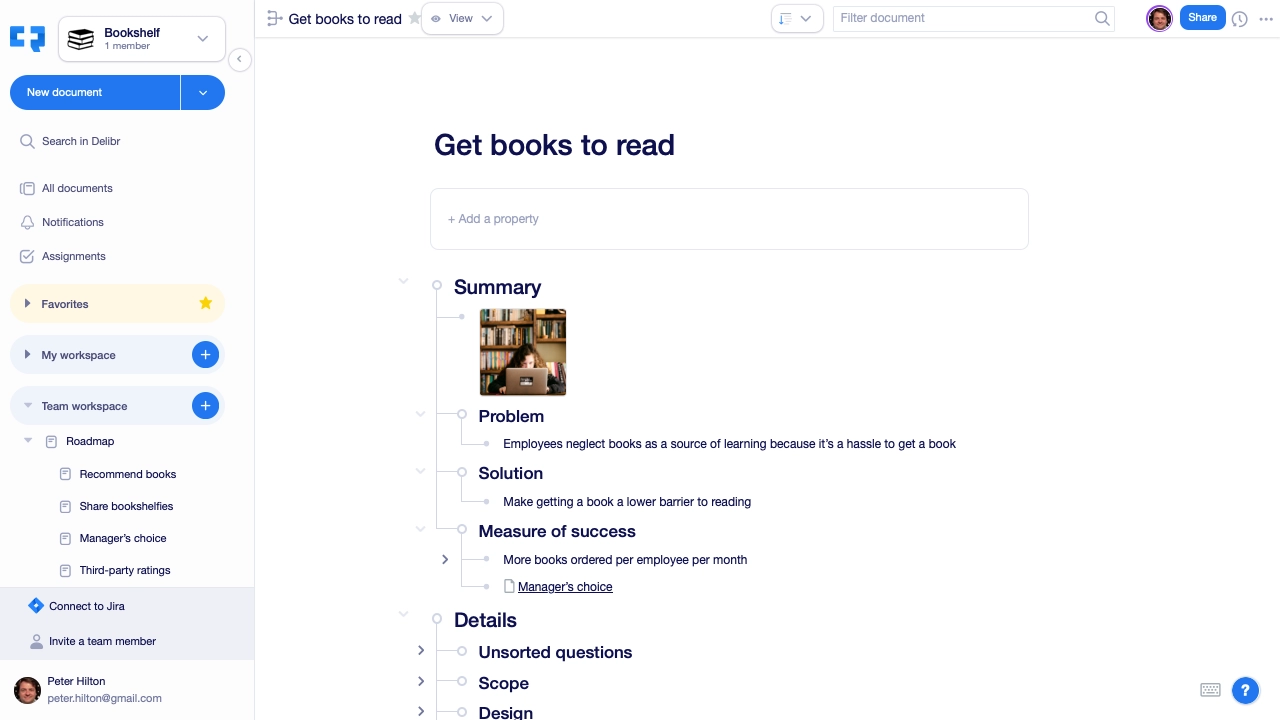 Bookshelf
1 member
New document
Search in Delibr
All documents
Notifications
Assignments
Favorites
My workspace
Team workspace
Roadmap
Recommend books
Share bookshelfies
Manager's choice
Third-party ratings
Connect to Jira
Invite a team member
Peter Hilton
peter.hilton@gmail.com
Get books to read
View
Filter document
Share
Get books to read
+ Add a property
Summary
Problem
Employees neglect books as a source of learning because it's a hassle to get a book
Solution
Make getting a book a lower barrier to reading
Measure of success
More books ordered per employee per month
Manager's choice
Details
Unsorted questions
Scope
Design
?